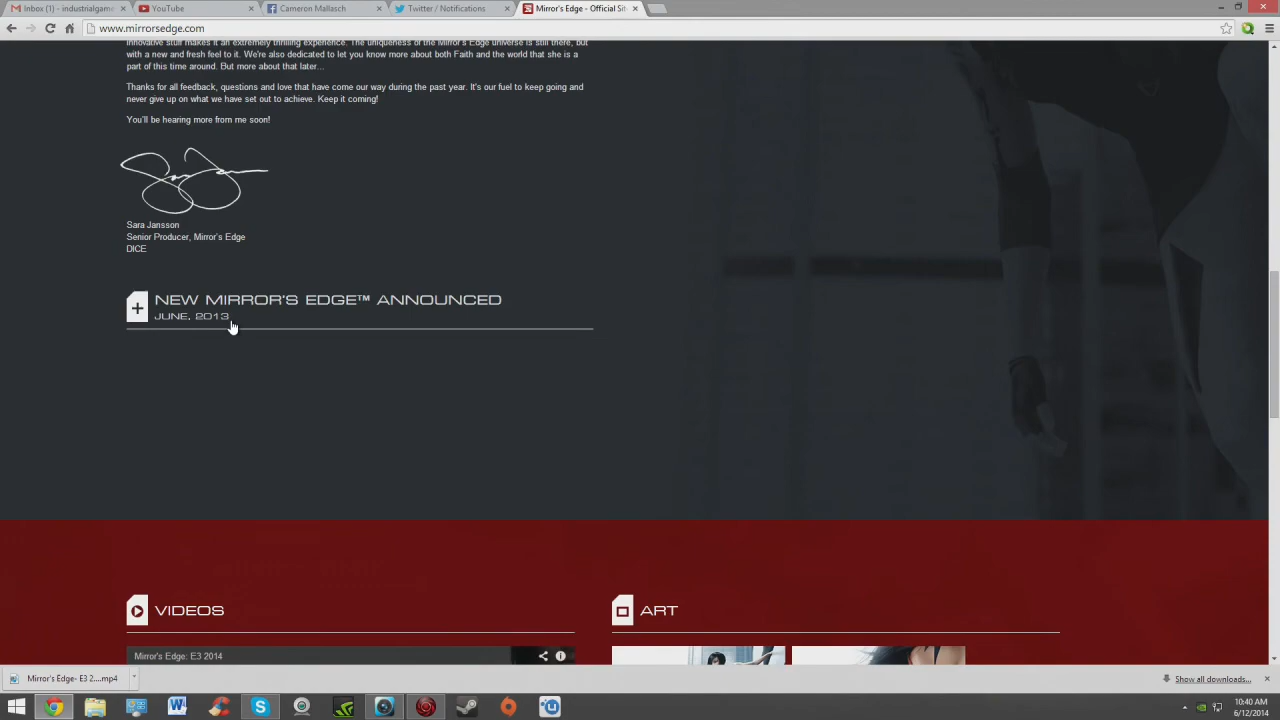 Inbox (1) - industrialgame
YouTube
Cameron Mallasch
Twitter / Notifications
Mirror's Edge - Official Sit
www.mirrorsedge.com
innovative stuff makes it an extremely thrilling experience. The uniqueness of the Mirror's Edge universe is still there, but
with a new and fresh feel to it. We're also dedicated to let you know more about both Faith and the world that she is a
part of this time around. But more about that later...
Thanks for all feedback, questions and love that have come our way during the past year. It's our fuel to keep going and
never give up on what we have set out to achieve. Keep it coming!
You'll be hearing more from me soon!
Sara Jansson
Senior Producer, Mirror's Edge
DICE
NEW MIRROR'S EDGE™ ANNOUNCED
JUNE, 2013
VIDEOS
ART
Mirror's Edge: E3 2014
Mirror's Edge- E3 2....mp4
Show all downloads...
10:40 AM
6/12/2014